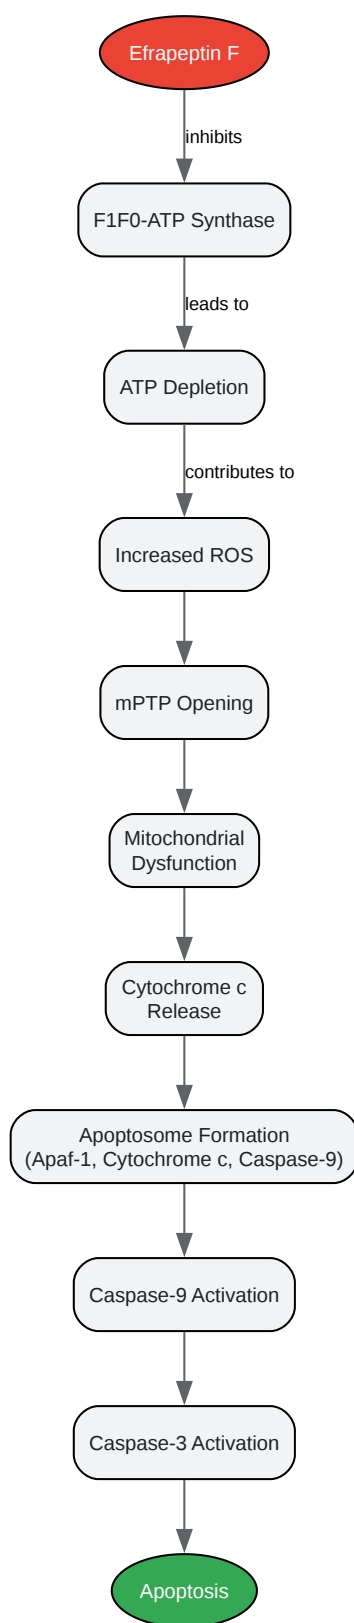 Efrapeptin F
inhibits
F1F0-ATP Synthase
leads to
ATP Depletion
contributes to
Increased ROS
mPTP Opening
Mitochondrial
Dysfunction
Cytochrome c
Release
Apoptosome Formation
(Apaf-1, Cytochrome c, Caspase-9)
Caspase-9 Activation
Caspase-3 Activation
Apoptosis